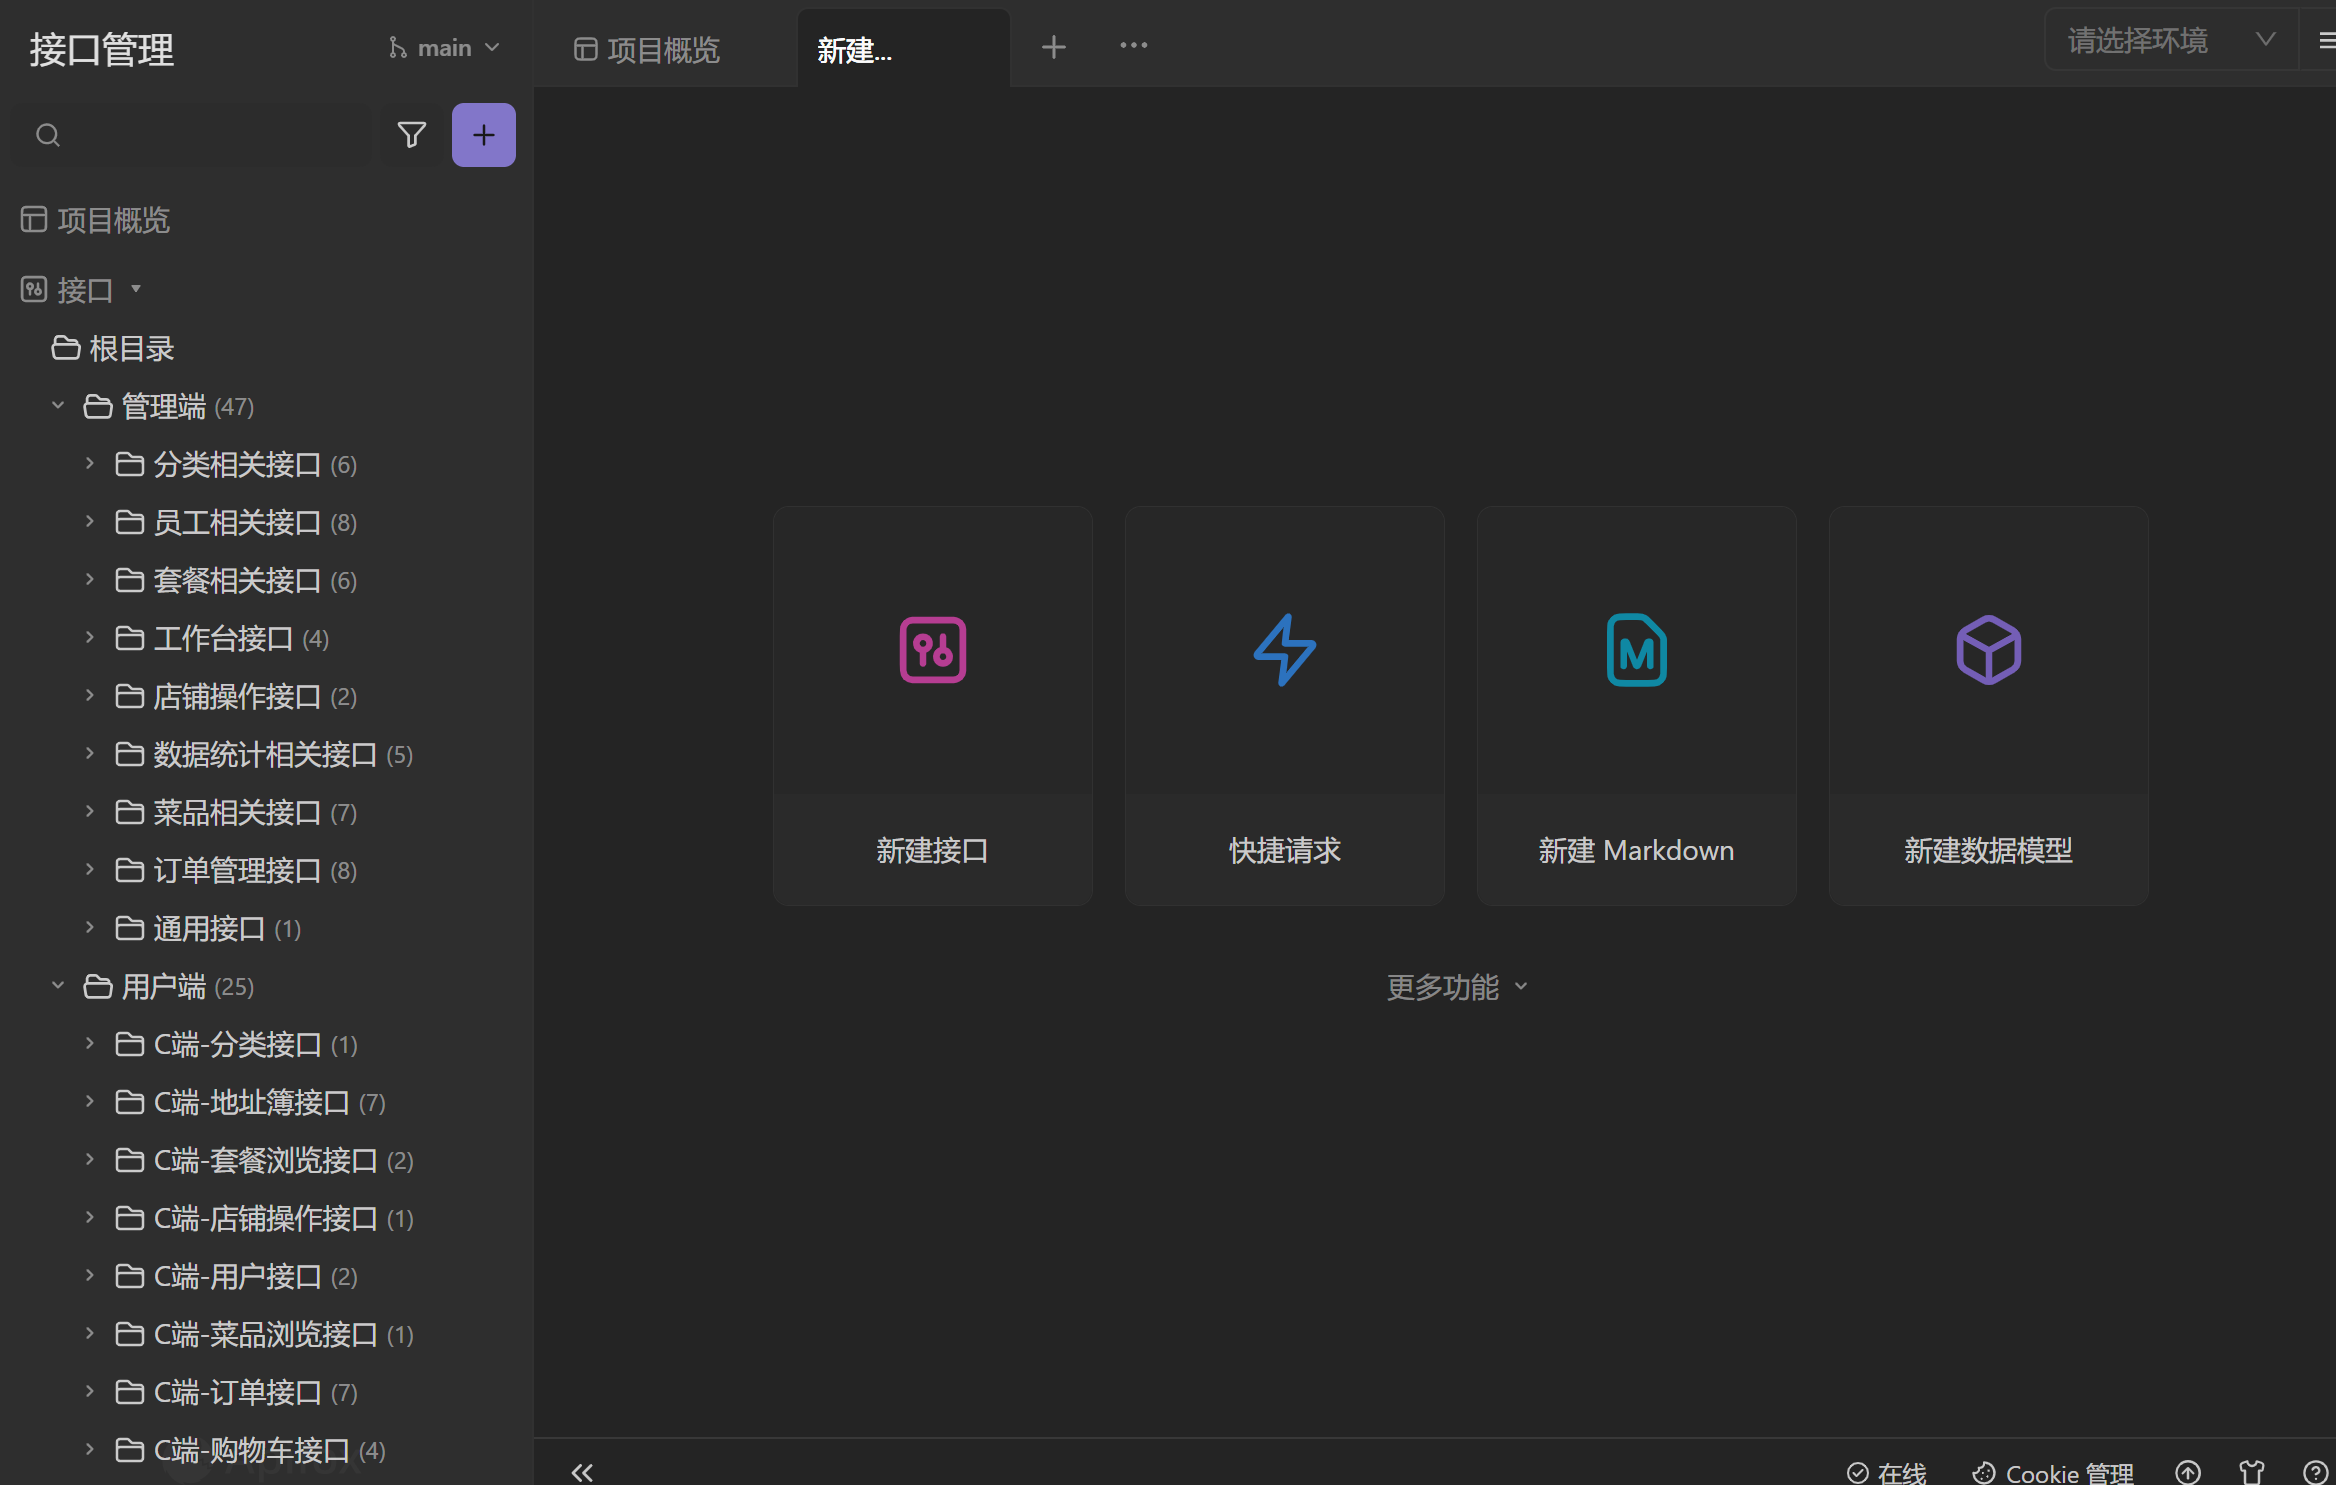 接口管理
main
项目概览
新建...
请选择环境
项目概览
接口
根目录
管理端 (47)
分类相关接口 (6)
员工相关接口 (8)
套餐相关接口 (6)
工作台接口 (4)
店铺操作接口 (2)
数据统计相关接口 (5)
菜品相关接口 (7)
订单管理接口 (8)
通用接口 (1)
用户端 (25)
C端-分类接口 (1)
C端-地址簿接口 (7)
C端-套餐浏览接口 (2)
C端-店铺操作接口 (1)
C端-用户接口 (2)
C端-菜品浏览接口 (1)
C端-订单接口 (7)
C端-购物车接口 (4)
新建接口
快捷请求
新建 Markdown
新建数据模型
更多功能
在线
Cookie 管理